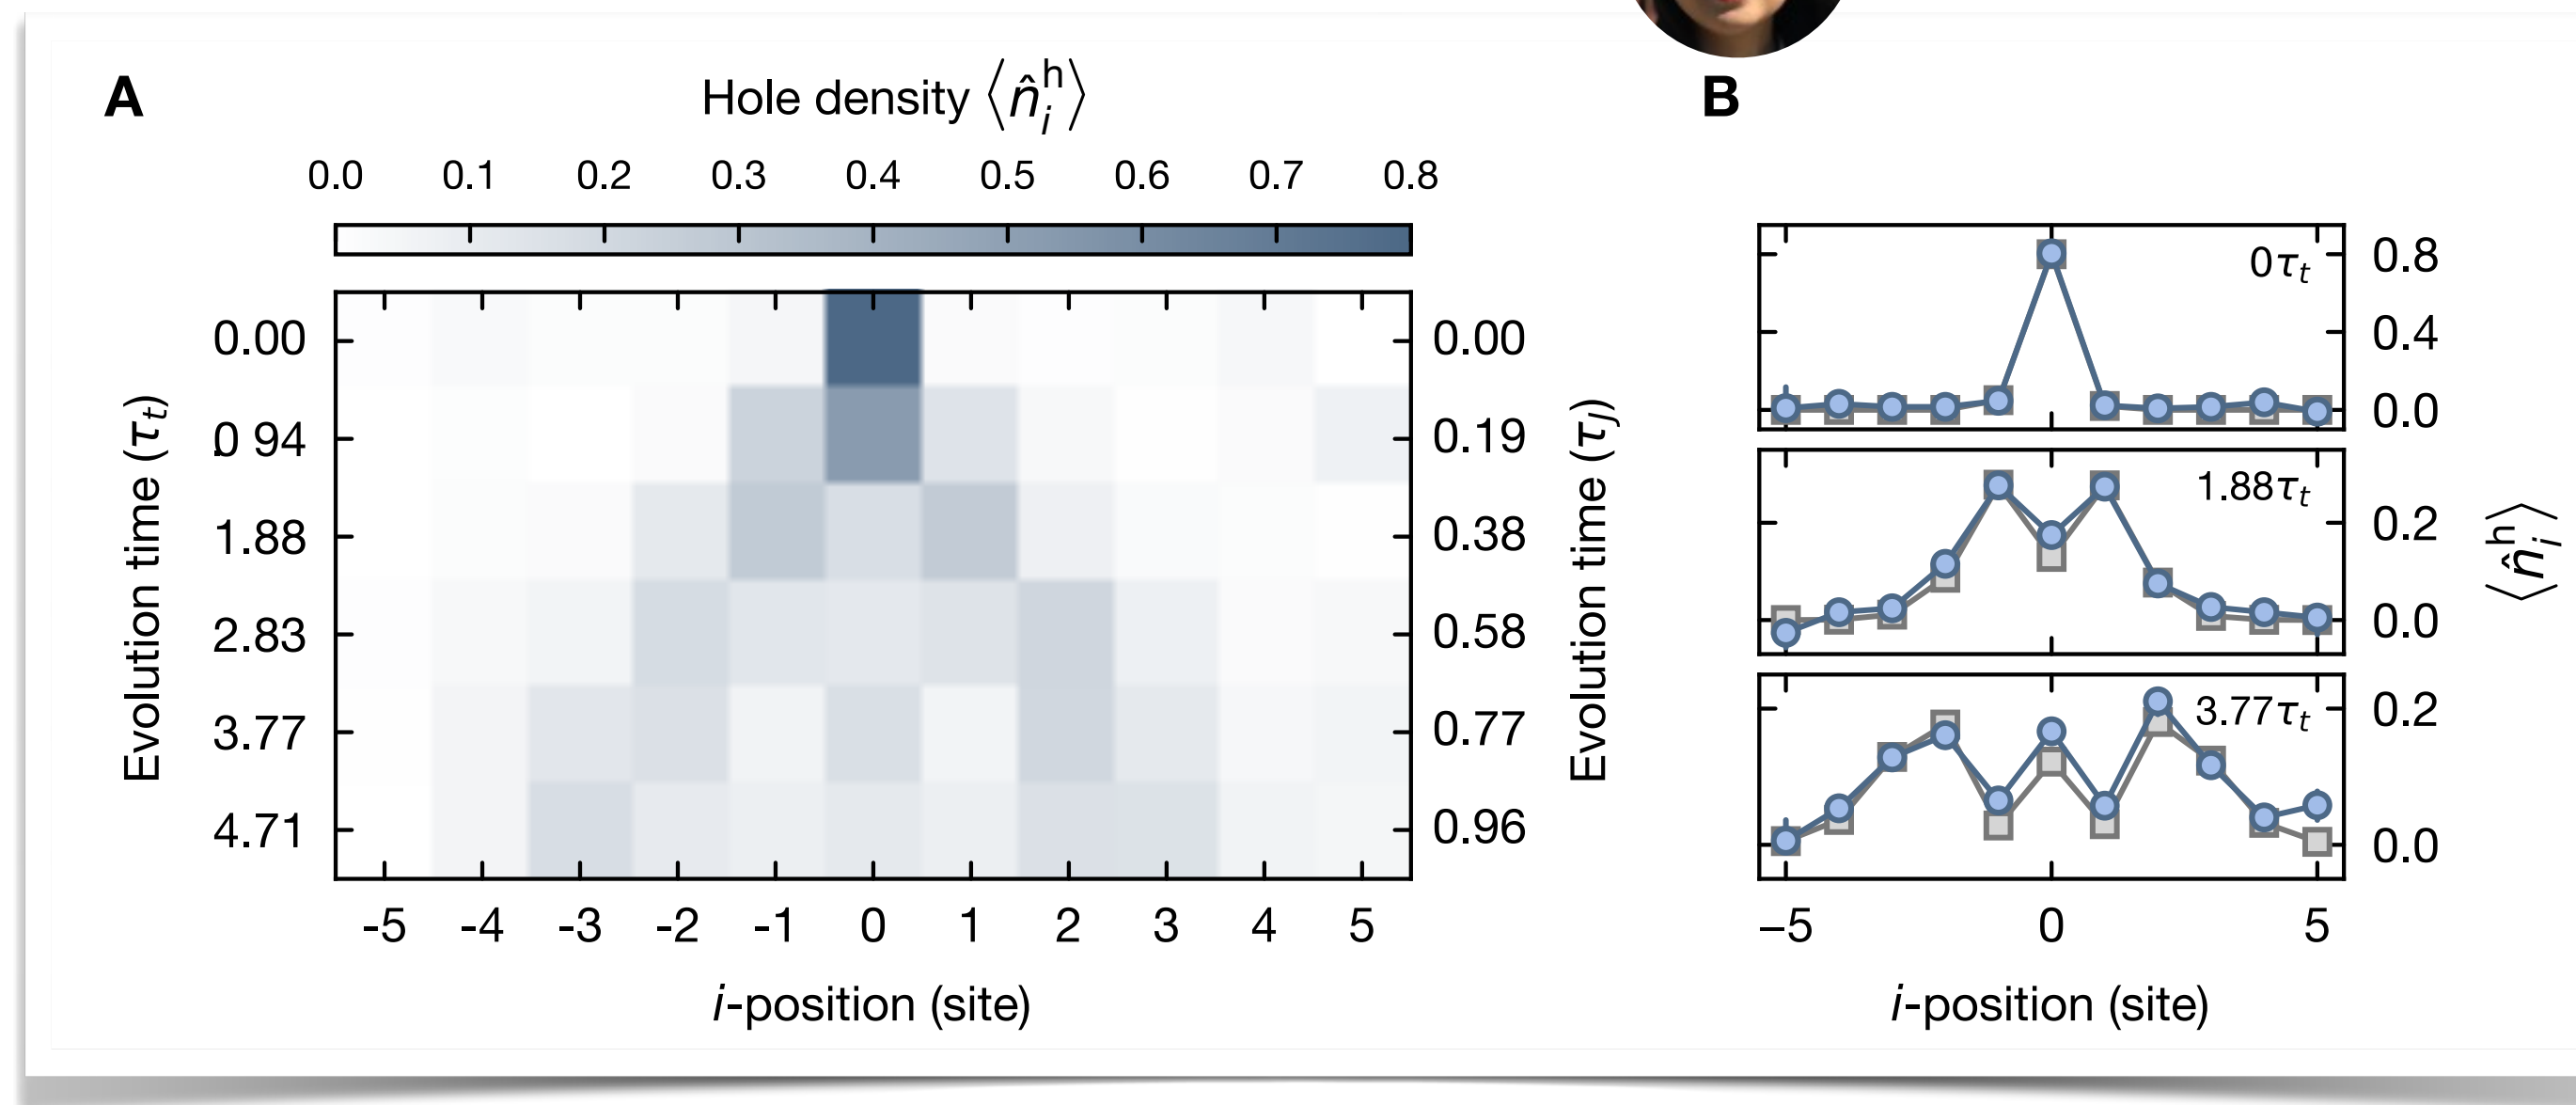 A
Hole density ⟨n̂ᵢʰ⟩
0.0 0.1 0.2 0.3 0.4 0.5 0.6 0.7 0.8
Evolution time (τₜ)
0.00
0 94
1.88
2.83
3.77
4.71
0.00
0.19
0.38
0.58
0.77
0.96
Evolution time (τJ)
-5 -4 -3 -2 -1 0 1 2 3 4 5
i-position (site)
B
0τₜ
0.8
0.4
0.0
1.88τₜ
0.2
0.0
3.77τₜ
0.2
0.0
⟨n̂ᵢʰ⟩
−5 0 5
i-position (site)